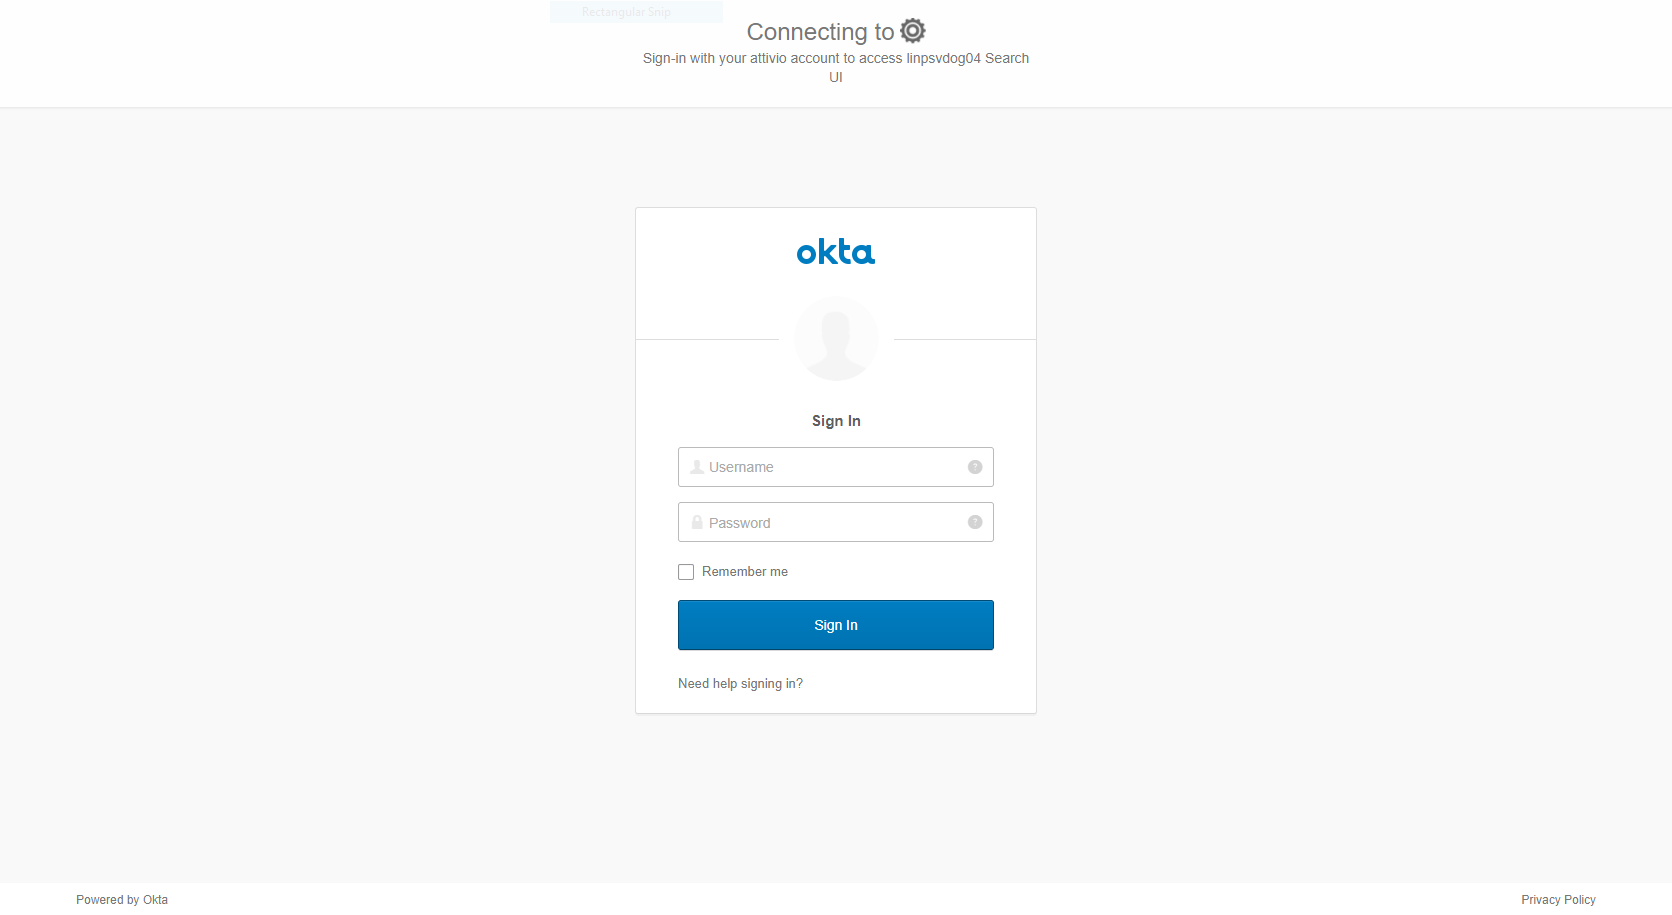 Rectangular Snip
Connecting to
Sign-in with your attivio account to access linpsvdog04 Search
UI
okta
Sign In
Username ?
Password ?
Remember me
Sign In
Need help signing in?
Powered by Okta
Privacy Policy